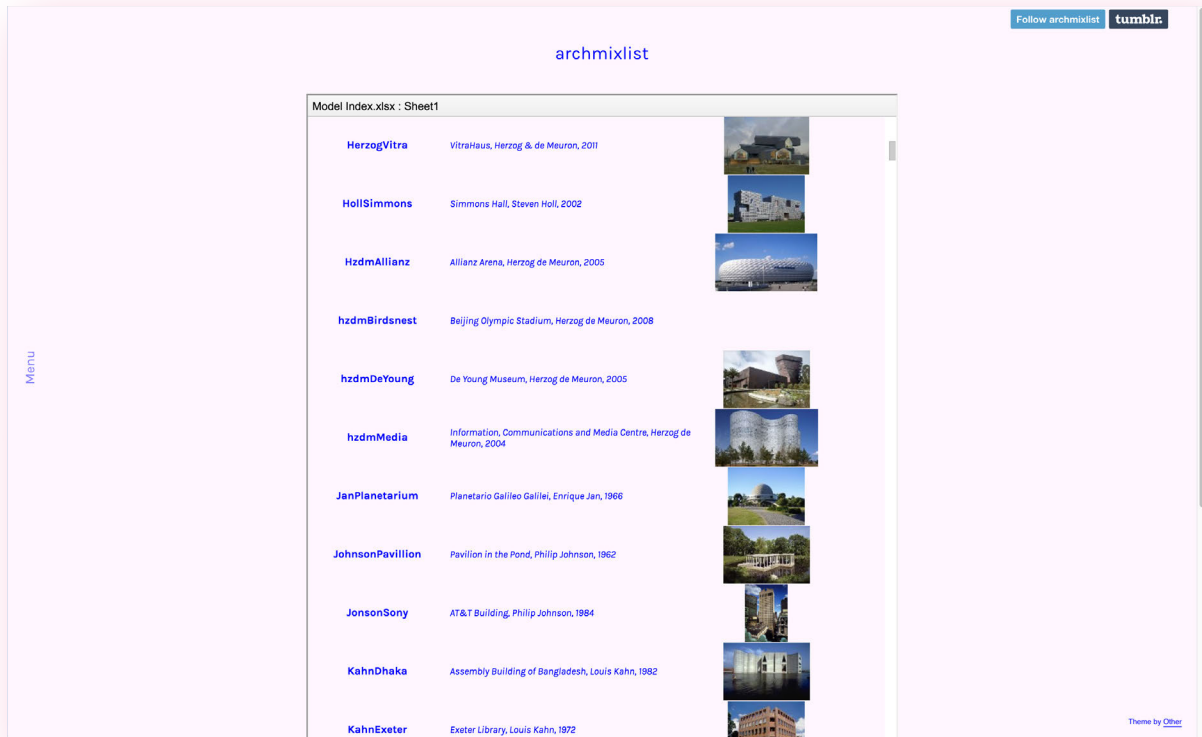 Follow archmixlist tumblr.
archmixlist
Model Index.xlsx : Sheet1
HerzogVitra VitraHaus, Herzog & de Meuron, 2011
HollSimmons Simmons Hall, Steven Holl, 2002
HzdmAllianz Allianz Arena, Herzog de Meuron, 2005
hzdmBirdsnest Beijing Olympic Stadium, Herzog de Meuron, 2008
Menu
hzdmDeYoung De Young Museum, Herzog de Meuron, 2005
hzdmMedia Information, Communications and Media Centre, Herzog de
Meuron, 2004
JanPlanetarium Planetario Galileo Galilei, Enrique Jan, 1966
JohnsonPavillion Pavilion in the Pond, Philip Johnson, 1962
JonsonSony AT&T Building, Philip Johnson, 1984
KahnDhaka Assembly Building of Bangladesh, Louis Kahn, 1982
KahnExeter Exeter Library, Louis Kahn, 1972
Theme by Other